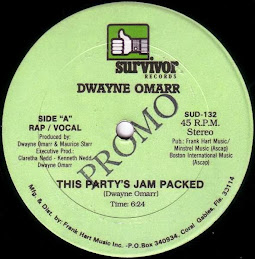 survivor
RECORDS
DWAYNE OMARR
SIDE "A"
RAP / VOCAL
Produced by:
Dwayne Omarr & Maurice Starr
Executive Prod.:
Claretha Nedd - Kenneth Nedd
Dwayne Omarr
SUD-132
45 R.P.M.
Stereo
Pub.: Frank Hart Music/
Minstrel Music (Ascap)
Boston International Music
(Ascap)
PROMO
THIS PARTY'S JAM PACKED
(Dwayne Omarr)
Time: 6:24
Mfg. & Dist. by: Frank Hart Music Inc. - P.O.Box 340934, Coral Gables, Fla. 33114